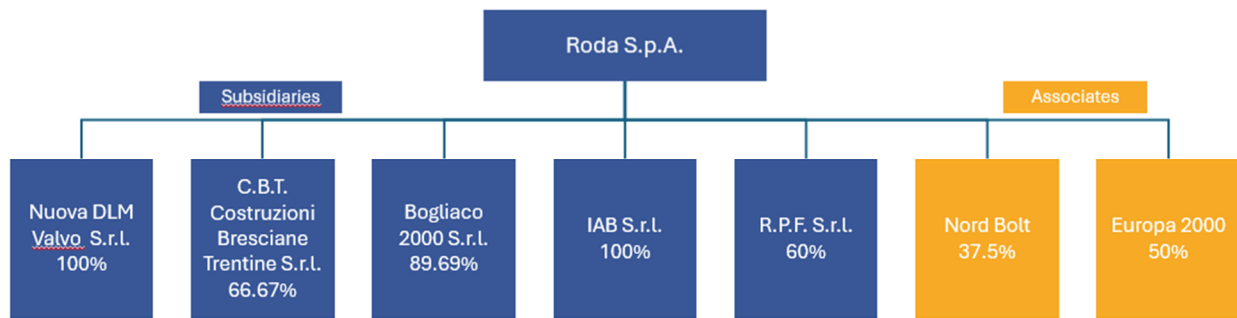 Roda S.p.A.
Subsidiaries
Associates
Nuova DLM
Valvo S.r.l.
100%
C.B.T.
Costruzioni
Bresciane
Trentine S.r.l.
66.67%
Bogliaco
2000 S.r.l.
89.69%
IAB S.r.l.
100%
R.P.F. S.r.l.
60%
Nord Bolt
37.5%
Europa 2000
50%